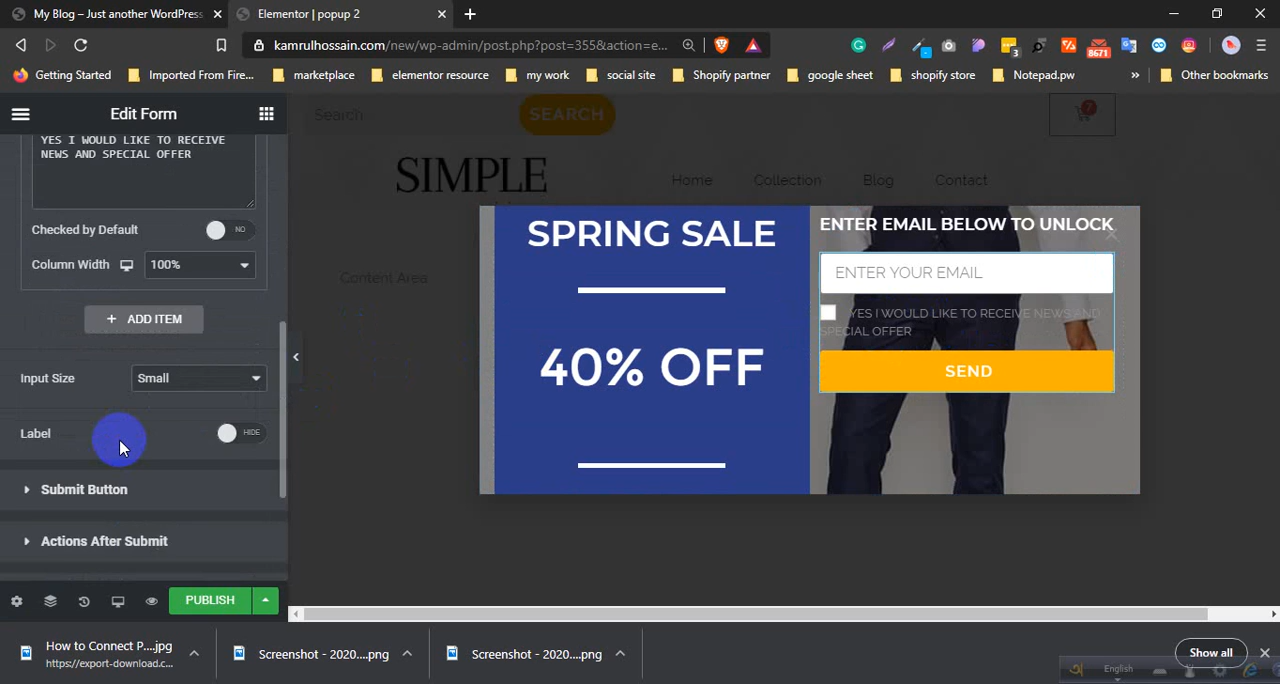 My Blog – Just another WordPress
Elementor | popup 2
kamrulhossain.com/new/wp-admin/post.php?post=355&action=e...
3
8671
Getting Started
Imported From Fire...
marketplace
elementor resource
my work
social site
Shopify partner
google sheet
shopify store
Notepad.pw
»
Other bookmarks
Edit Form
YES I WOULD LIKE TO RECEIVE
NEWS AND SPECIAL OFFER
Checked by Default
NO
Column Width
100%
+ ADD ITEM
Input Size
Small
Label
HIDE
Submit Button
Actions After Submit
PUBLISH
Search
SEARCH
7
SIMPLE
Home
Collection
Blog
Contact
Content Area
SPRING SALE
40% OFF
ENTER EMAIL BELOW TO UNLOCK
ENTER YOUR EMAIL
YES I WOULD LIKE TO RECEIVE NEWS AND
SPECIAL OFFER
SEND
How to Connect P....jpg
https://export-download.c...
Screenshot - 2020....png
Screenshot - 2020....png
Show all
English